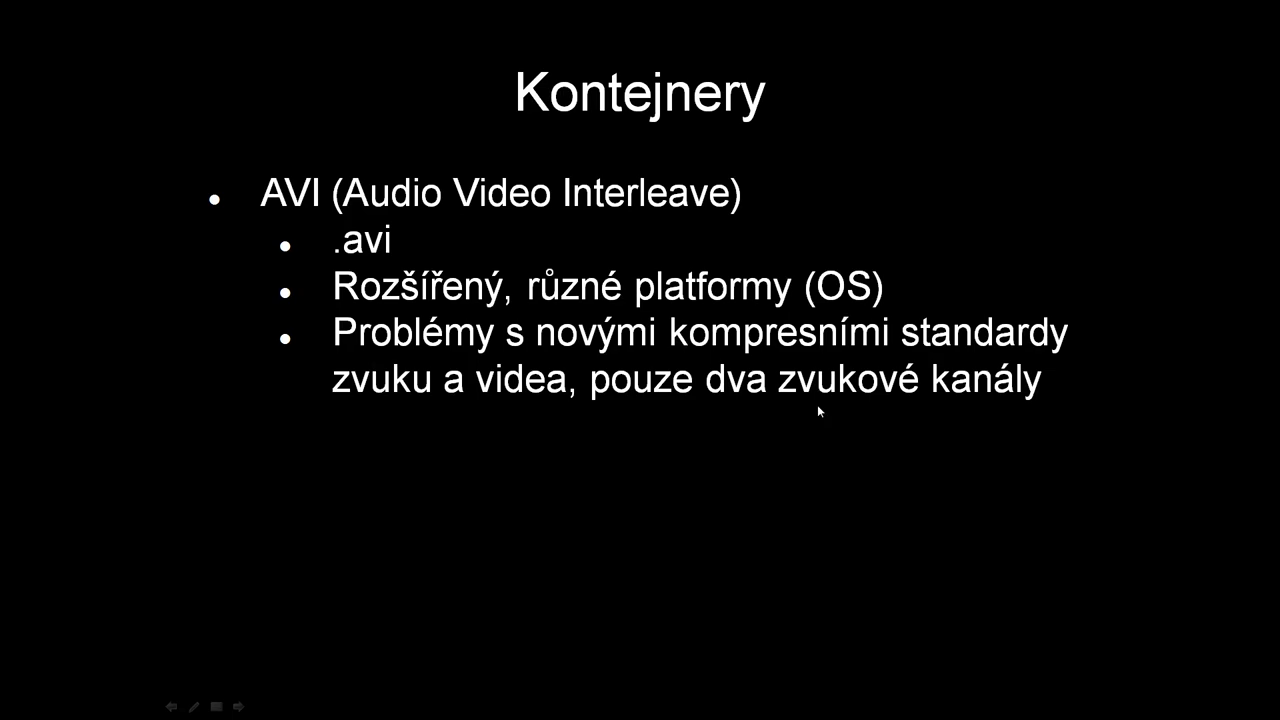 Kontejnery
AVI (Audio Video Interleave)
.avi
Rozšířený, různé platformy (OS)
Problémy s novými kompresními standardy
zvuku a videa, pouze dva zvukové kanály